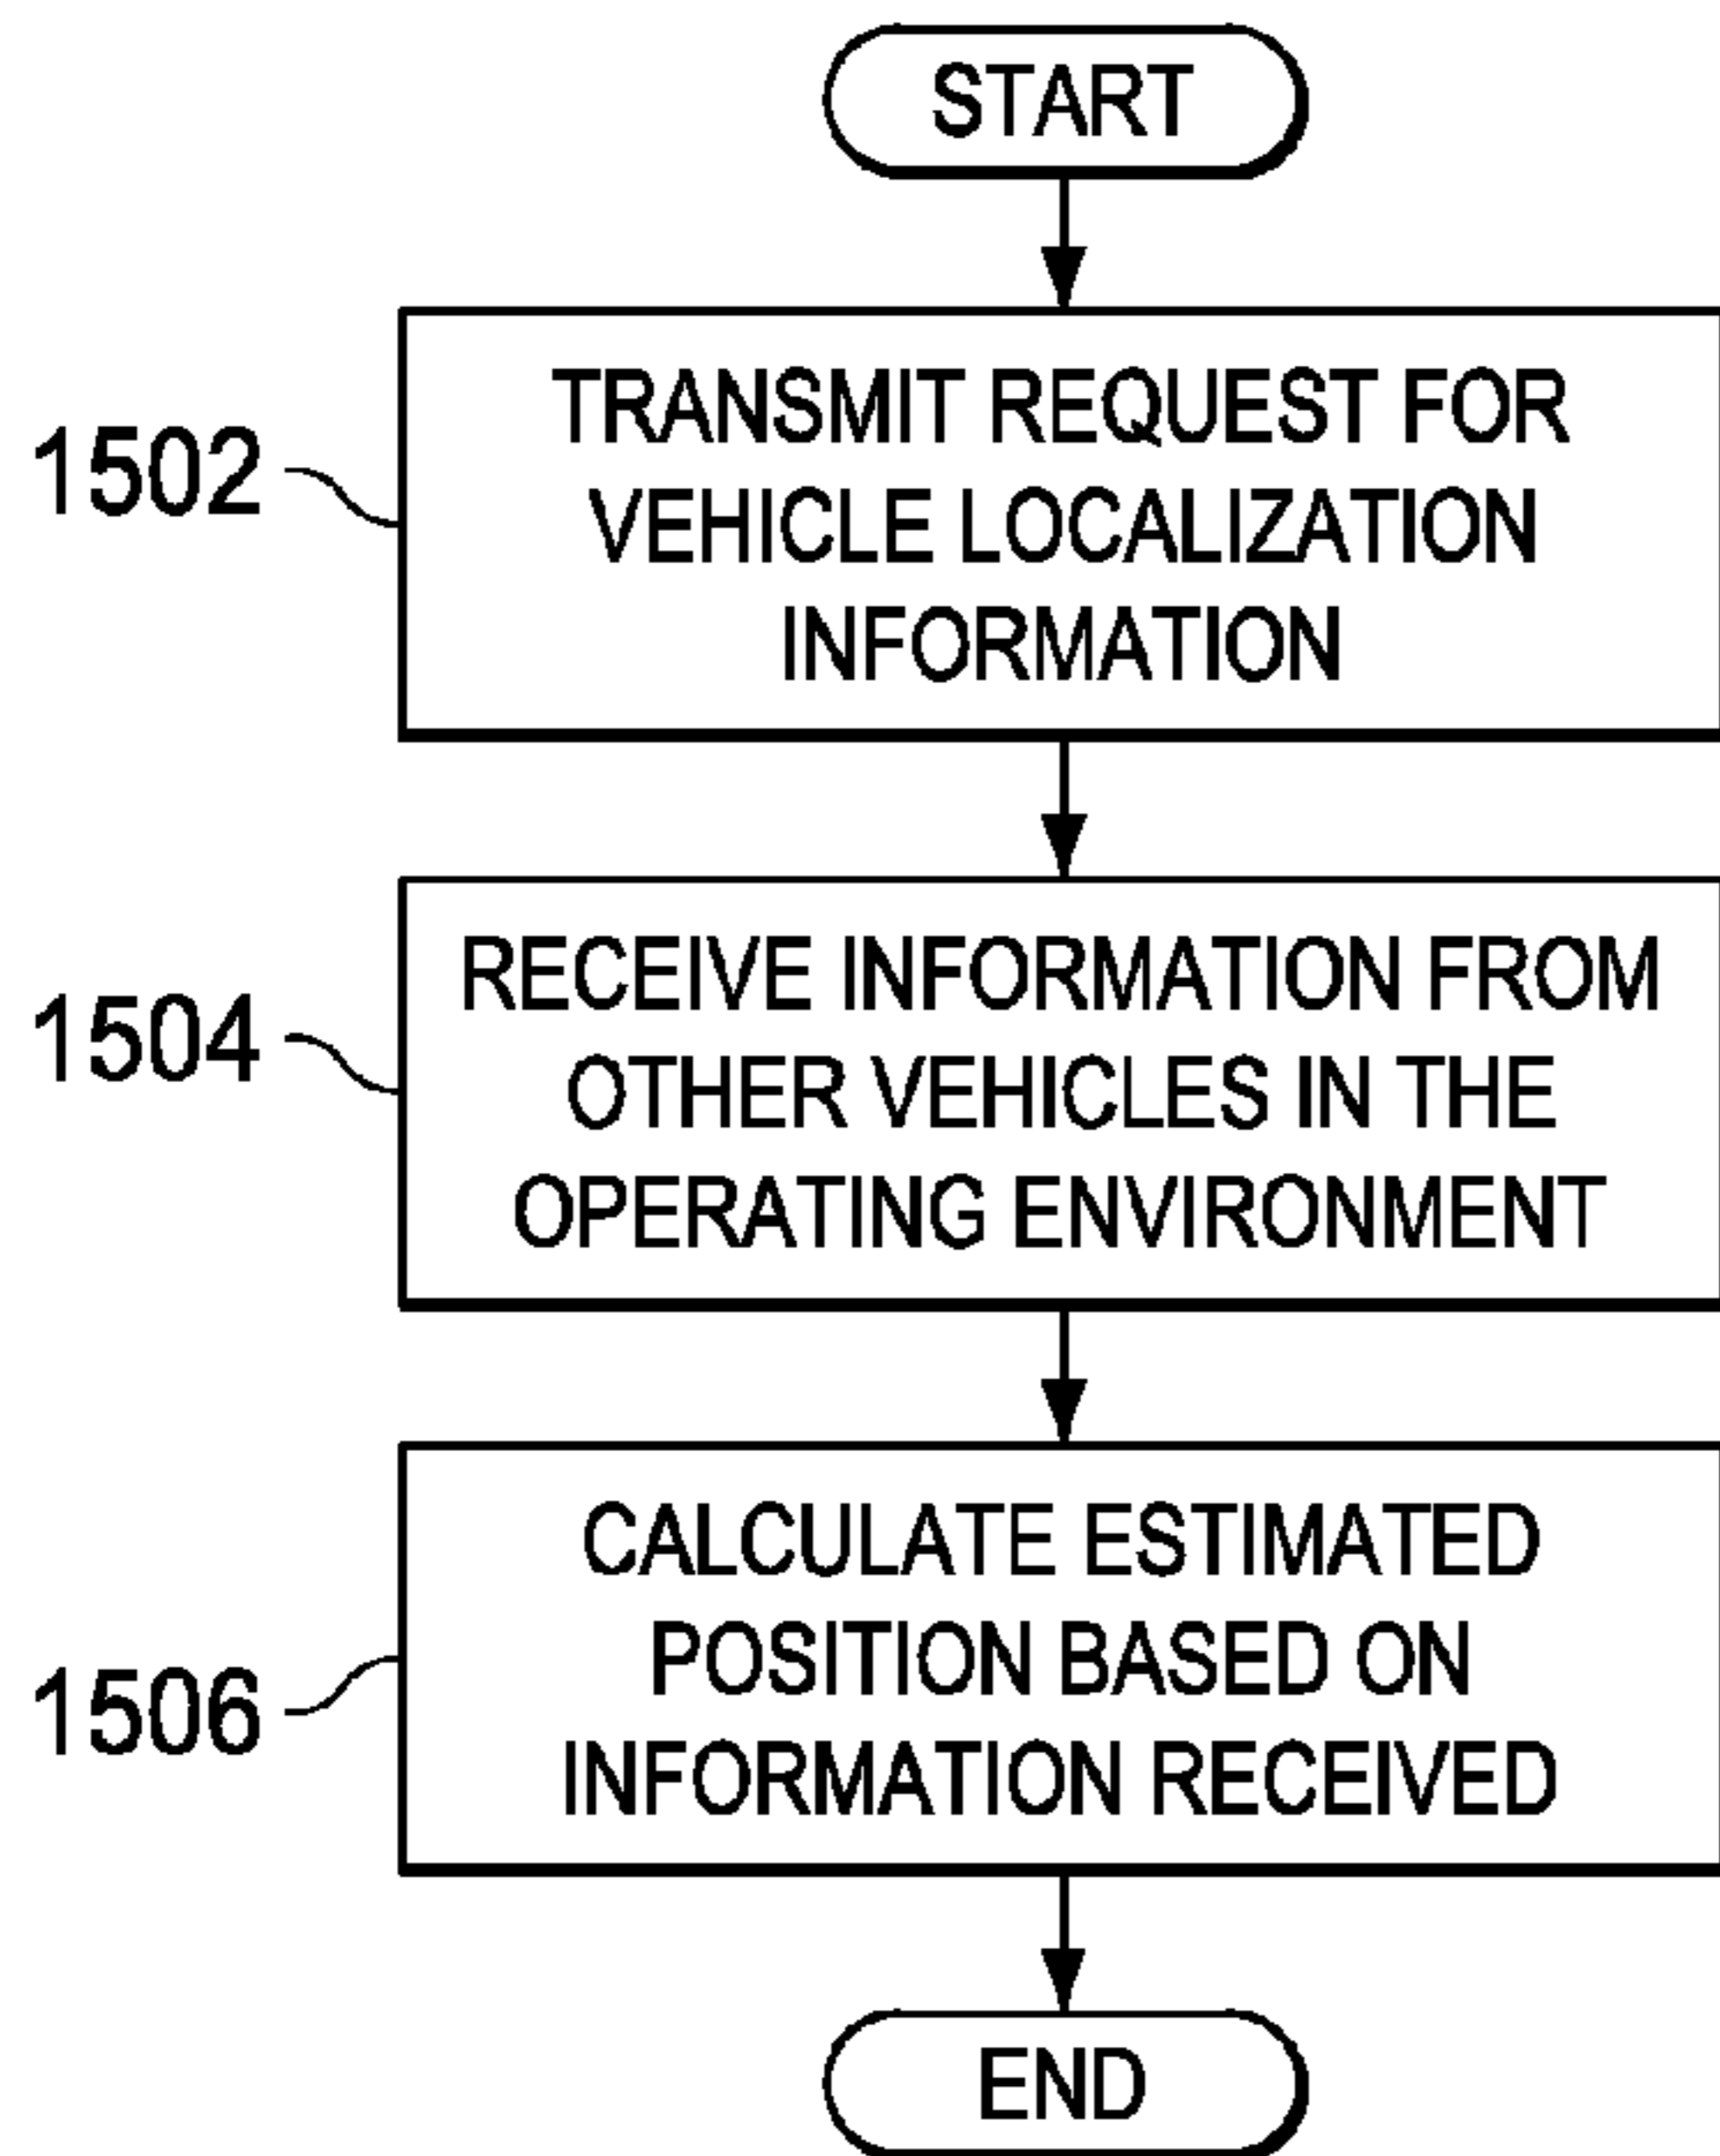 START
1502
TRANSMIT REQUEST FOR
VEHICLE LOCALIZATION
INFORMATION
1504
RECEIVE INFORMATION FROM
OTHER VEHICLES IN THE
OPERATING ENVIRONMENT
1506
CALCULATE ESTIMATED
POSITION BASED ON
INFORMATION RECEIVED
END